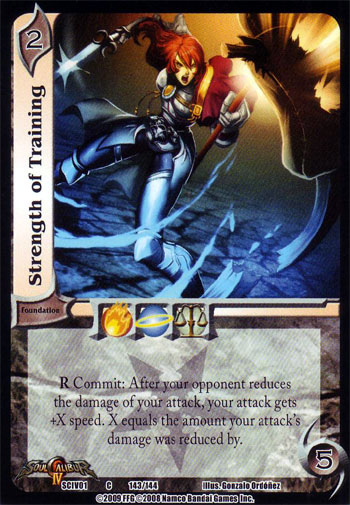 2
Strength of Training
Foundation
R Commit: After your opponent reduces
the damage of your attack, your attack gets
+X speed. X equals the amount your attack's
damage was reduced by.
5
SoulCalibur
IV
SCIV01 C 143/144 Illus. Gonzalo Ordóñez
©2009 FFG ©2008 Namco Bandai Games Inc.